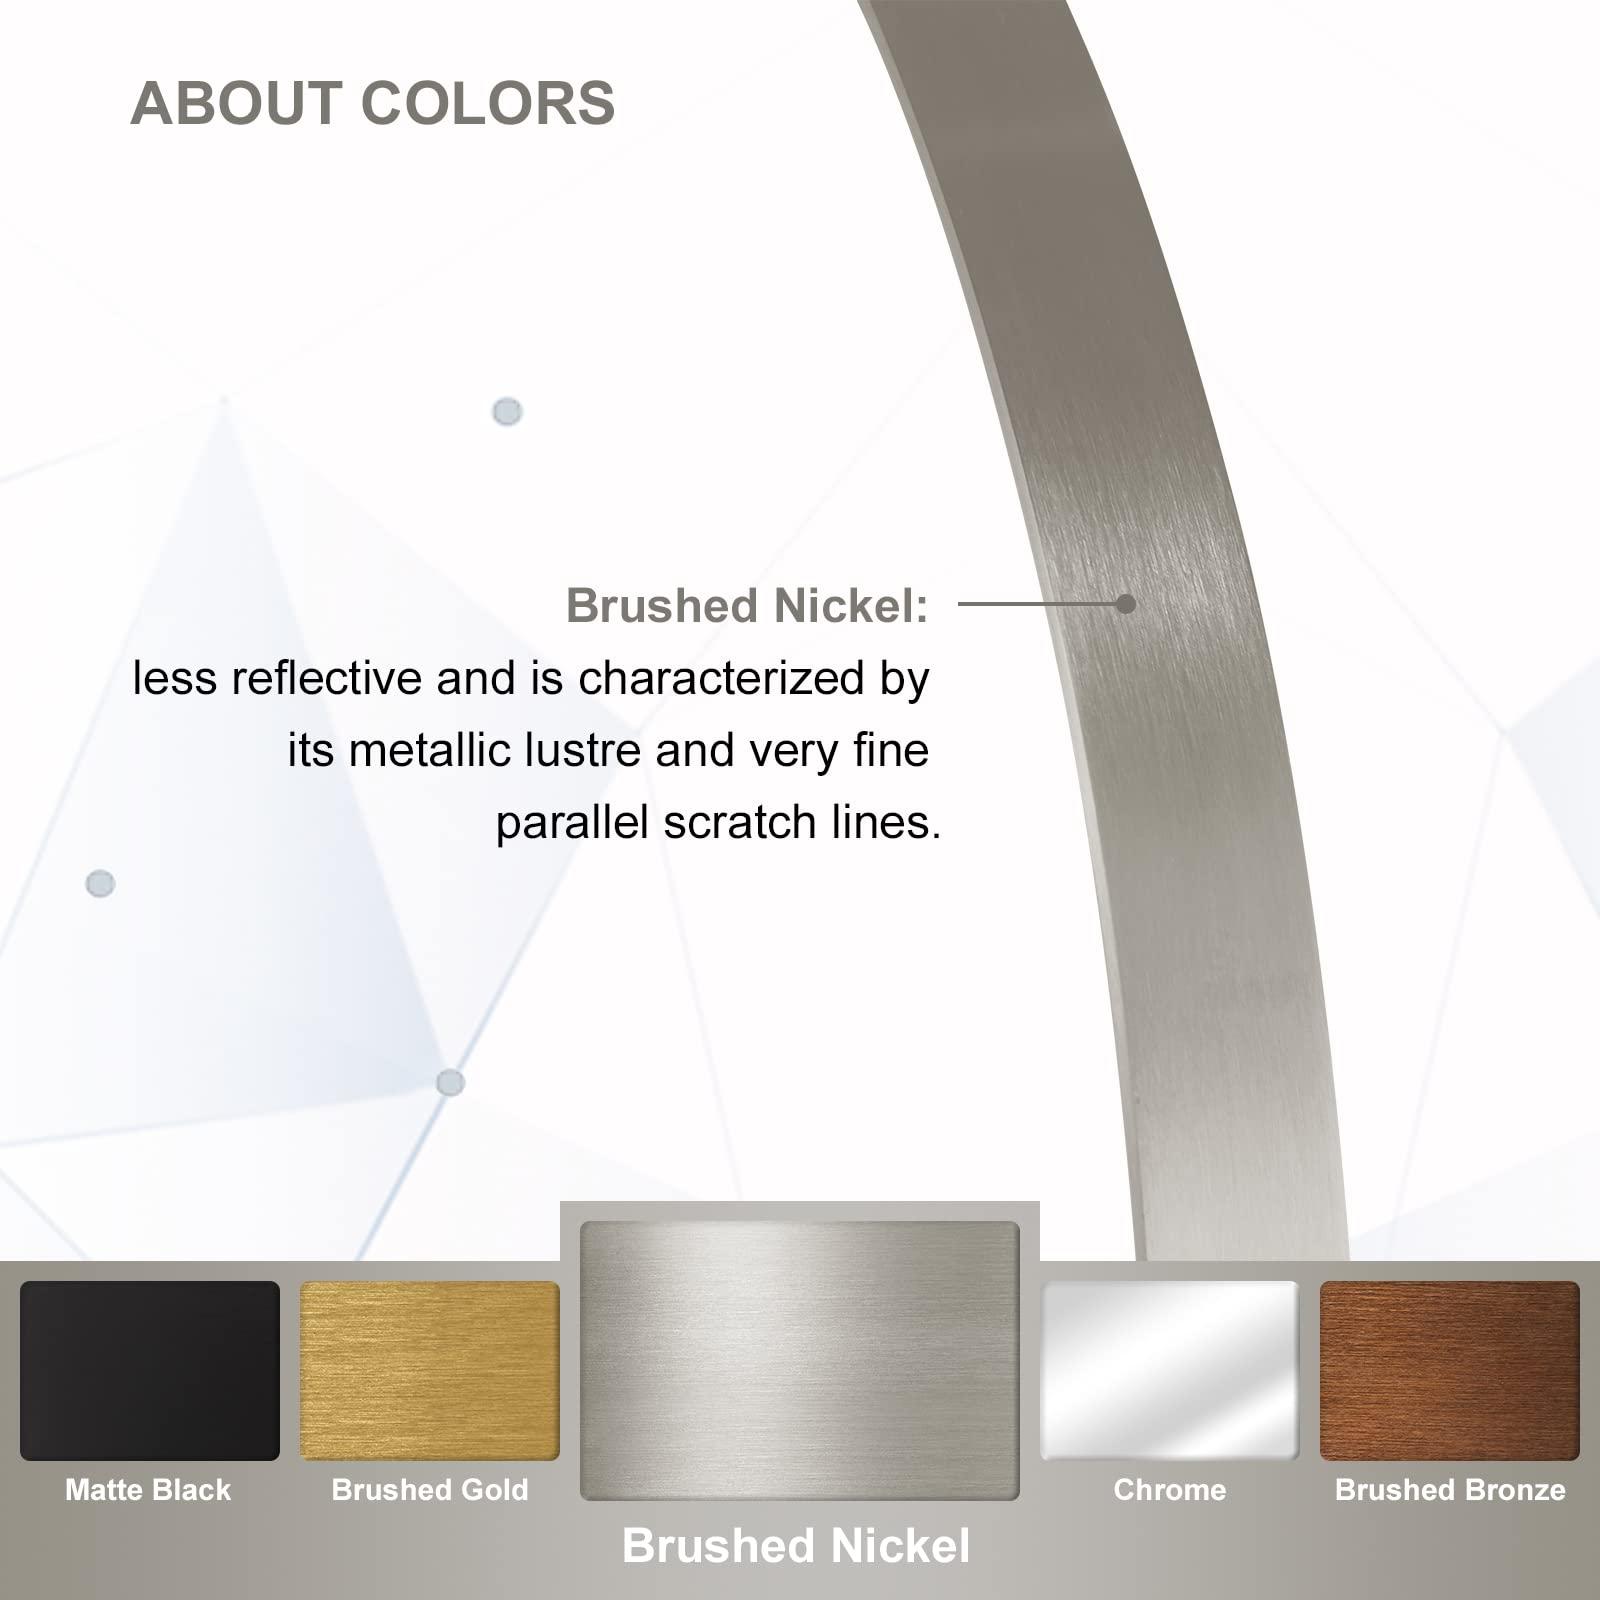 ABOUT COLORS
Brushed Nickel:
less reflective and is characterized by
its metallic lustre and very fine
parallel scratch lines.
Matte Black
Brushed Gold
Brushed Nickel
Chrome
Brushed Bronze